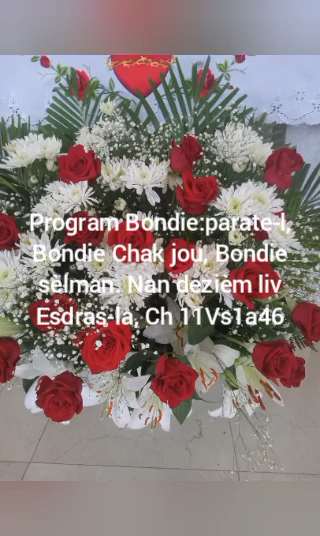 Program Bondie:parate-l,
Bondie Chak jou, Bondie
selman. Nan deziem liv
Esdras-la, Ch 11Vs1a46